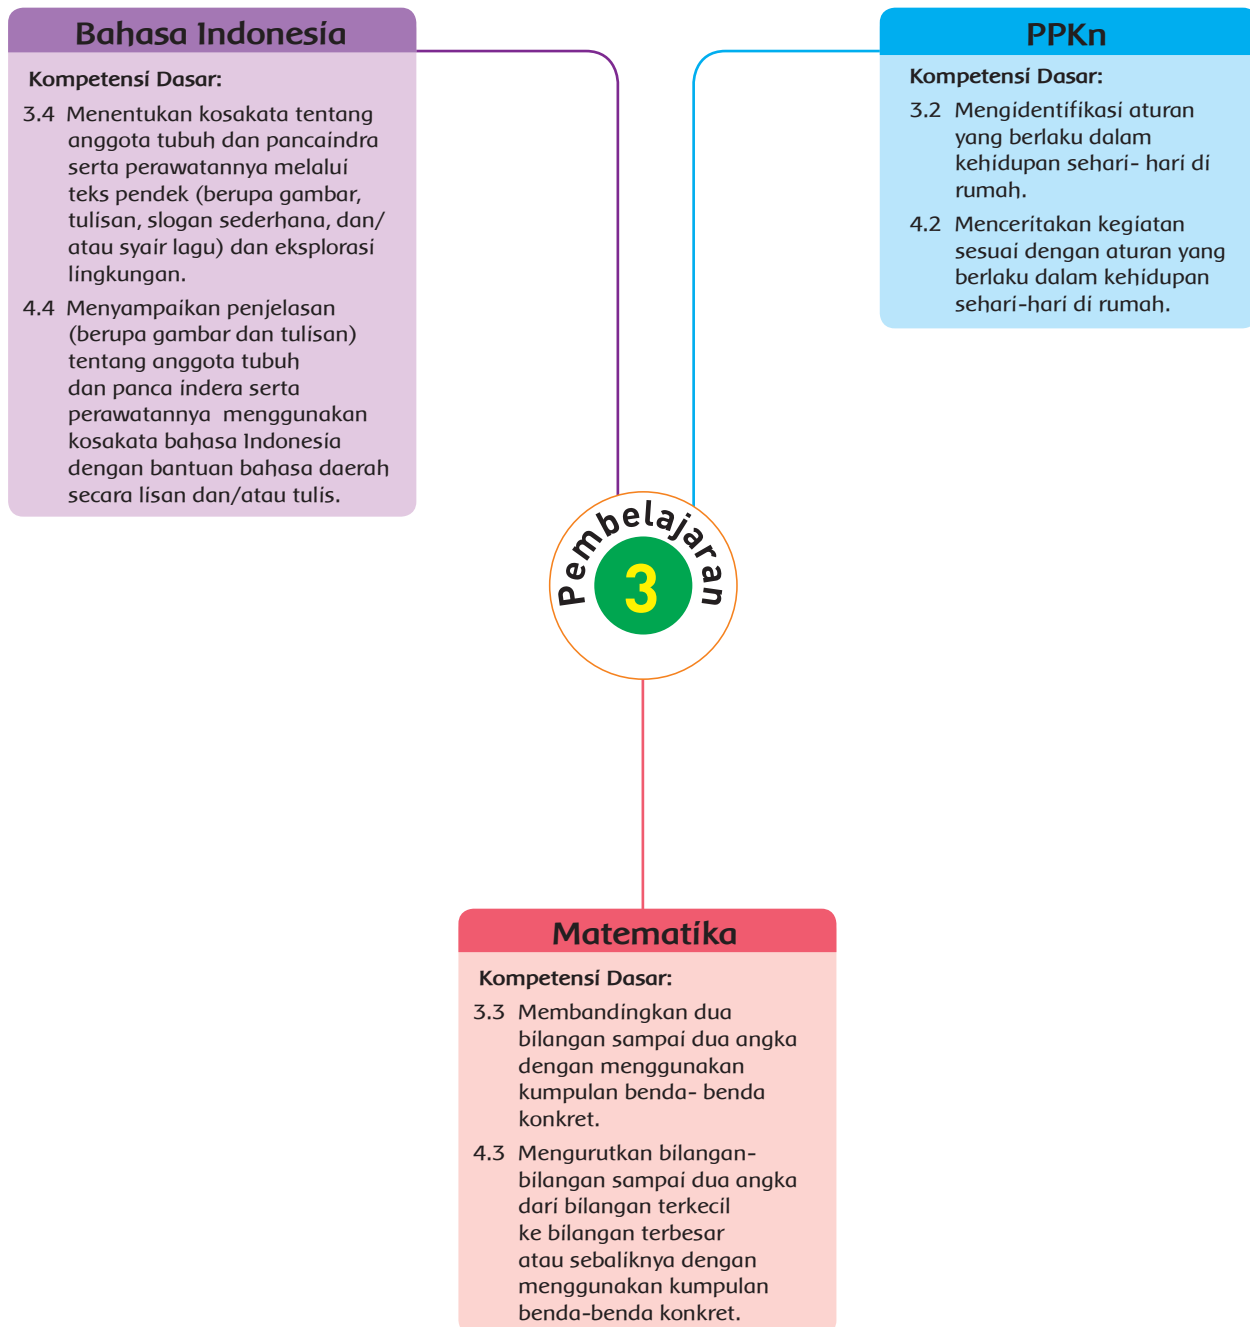 Bahasa Indonesia
Kompetensi Dasar:
3.4 Menentukan kosakata tentang
anggota tubuh dan pancaindra
serta perawatannya melalui
teks pendek (berupa gambar,
tulisan, slogan sederhana, dan/
atau syair lagu) dan eksplorasi
lingkungan.
4.4 Menyampaikan penjelasan
(berupa gambar dan tulisan)
tentang anggota tubuh
dan panca indera serta
perawatannya menggunakan
kosakata bahasa Indonesia
dengan bantuan bahasa daerah
secara lisan dan/atau tulis.
PPKn
Kompetensi Dasar:
3.2 Mengidentifikasi aturan
yang berlaku dalam
kehidupan sehari- hari di
rumah.
4.2 Menceritakan kegiatan
sesuai dengan aturan yang
berlaku dalam kehidupan
sehari-hari di rumah.
Pembelajaran
3
Matematika
Kompetensi Dasar:
3.3 Membandingkan dua
bilangan sampai dua angka
dengan menggunakan
kumpulan benda- benda
konkret.
4.3 Mengurutkan bilangan-
bilangan sampai dua angka
dari bilangan terkecil
ke bilangan terbesar
atau sebaliknya dengan
menggunakan kumpulan
benda-benda konkret.